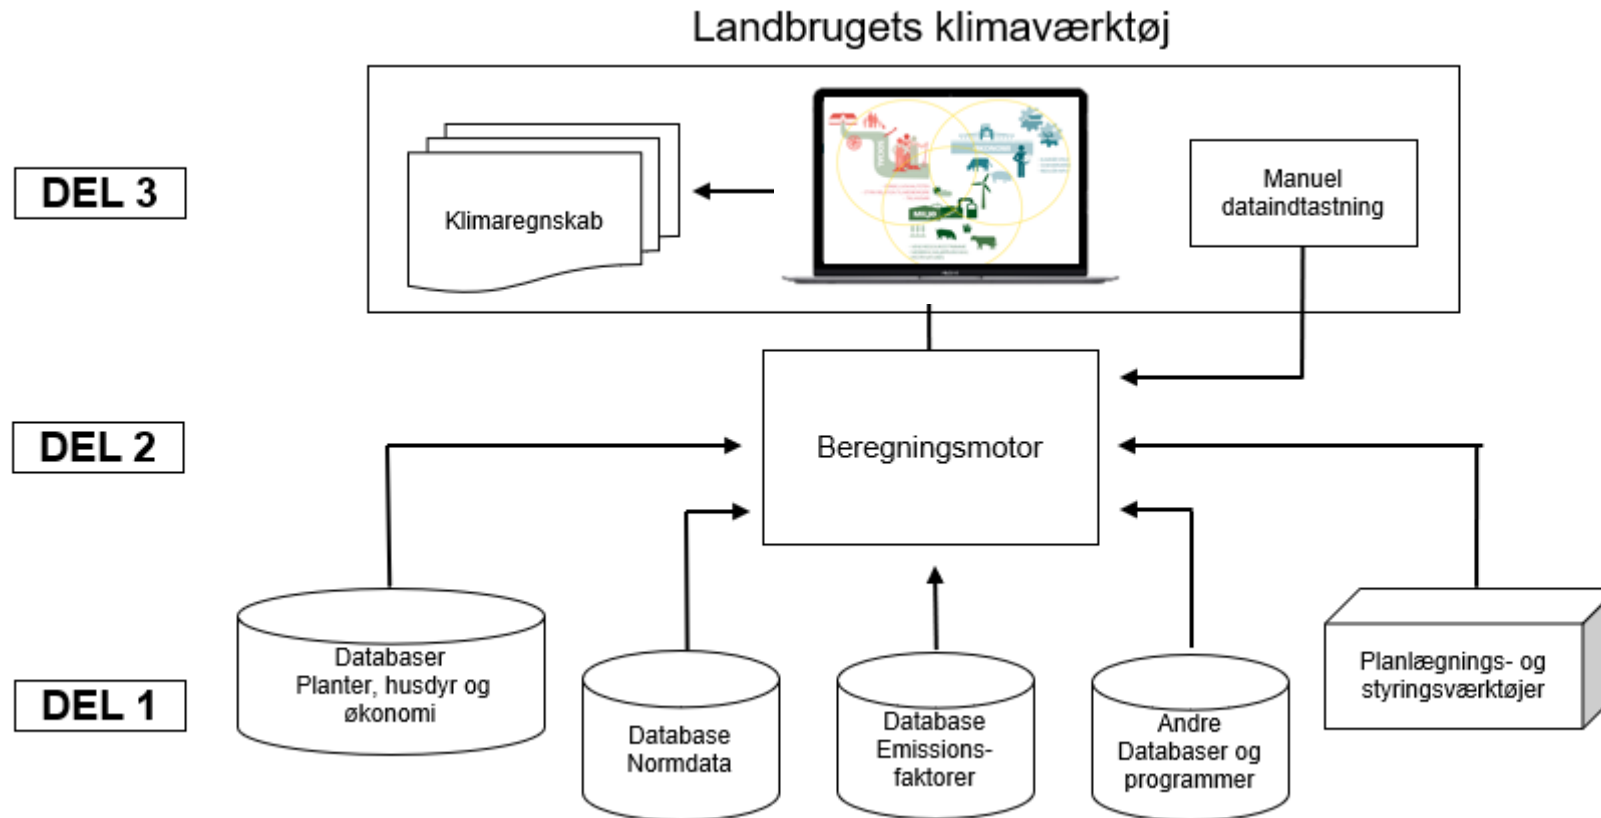 Landbrugets klimaværktøj
DEL 3
Klimaregnskab
MILJØ
Manuel
dataindtastning
DEL 2
Beregningsmotor
DEL 1
Databaser
Planter, husdyr og
økonomi
Database
Normdata
Database
Emissions-
faktorer
Andre
Databaser og
programmer
Planlægnings- og
styringsværktøjer